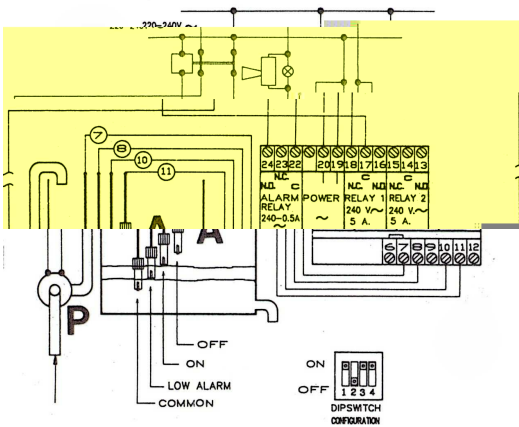 220-240V
7
8
10
11
24 23 22 20 19 18 17 16 15 14 13
N.C. C N.C. C
N.O. C N.C. N.O. N.C. N.O.
ALARM POWER RELAY 1 RELAY 2
RELAY 240 V.~ 240 V.~
240-0.5A ~ 5 A. 5 A.
~
A A
6 7 8 9 10 11 12
P
OFF
ON
LOW ALARM
COMMON
ON
OFF
1 2 3 4
DIPSWITCH
CONFIGURATION